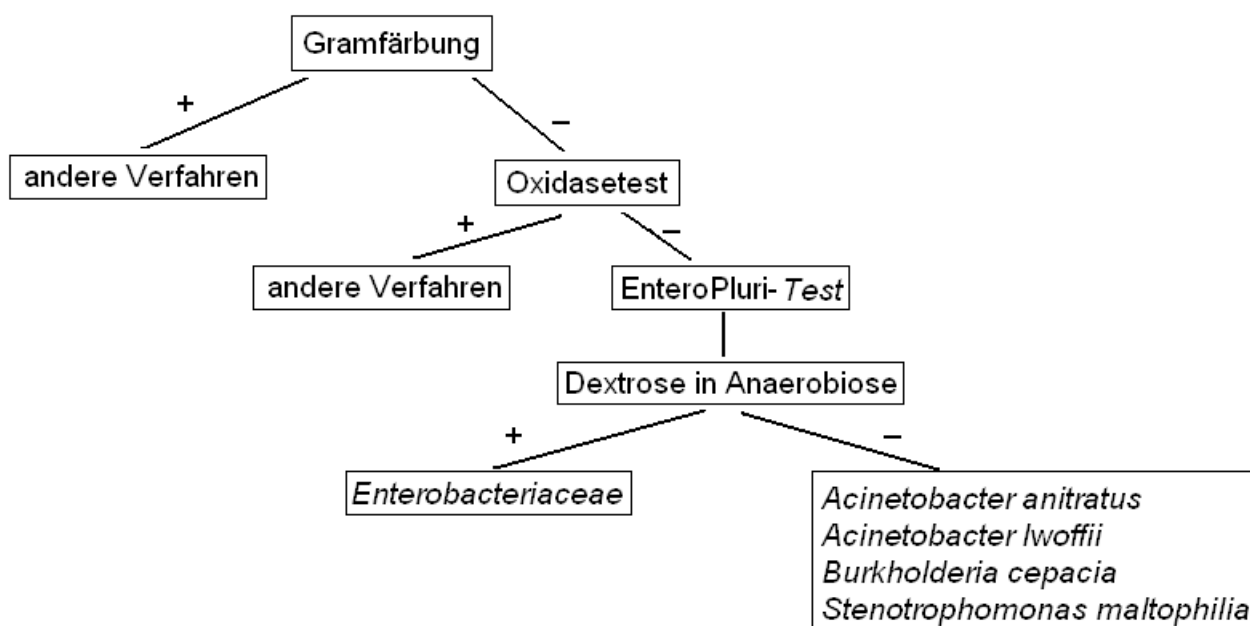 Gramfärbung
+
–
andere Verfahren
Oxidasetest
+
–
andere Verfahren
EnteroPluri-Test
Dextrose in Anaerobiose
+
–
Enterobacteriaceae
Acinetobacter anitratus
Acinetobacter lwoffii
Burkholderia cepacia
Stenotrophomonas maltophilia